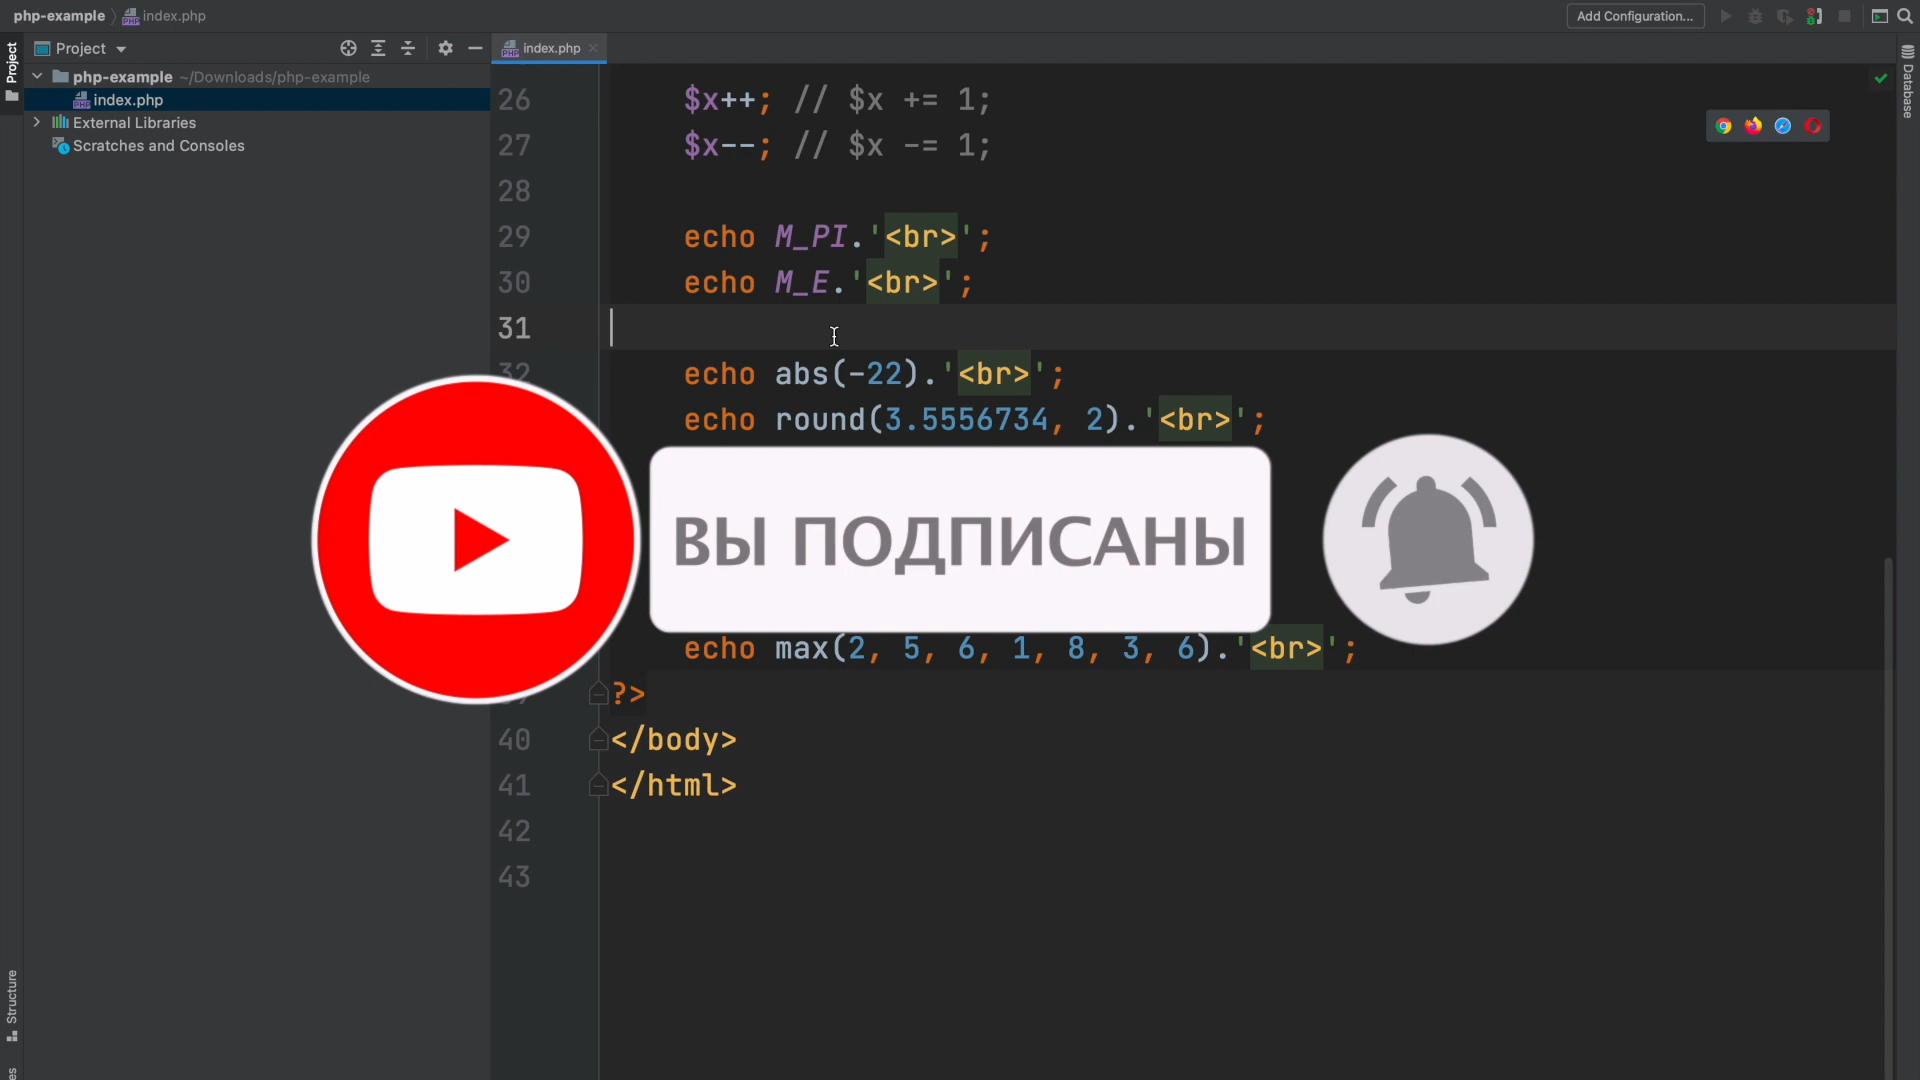 php-example index.php
Add Configuration...
Project
Project
index.php
Database
php-example ~/Downloads/php-example
index.php
External Libraries
Scratches and Consoles
26 $x++; // $x += 1;
27 $x--; // $x -= 1;
28
29 echo M_PI.'<br>';
30 echo M_E.'<br>';
31
32 echo abs(-22).'<br>';
echo round(3.5556734, 2).'<br>';
ВЫ ПОДПИСАНЫ
echo max(2, 5, 6, 1, 8, 3, 6).'<br>';
?>
40 </body>
41 </html>
42
43
Structure